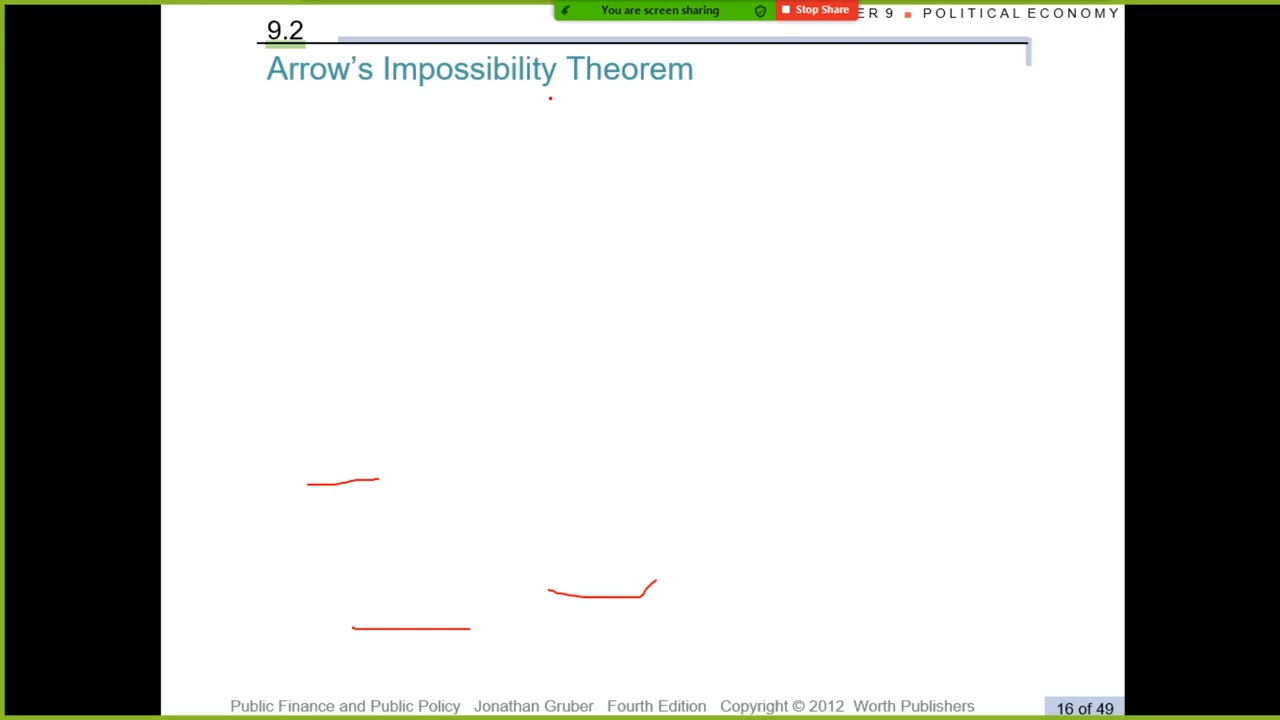 You are screen sharing
Stop Share
ER 9 ■ POLITICAL ECONOMY
9.2
Arrow’s Impossibility Theorem
Public Finance and Public Policy Jonathan Gruber Fourth Edition Copyright © 2012 Worth Publishers
16 of 49